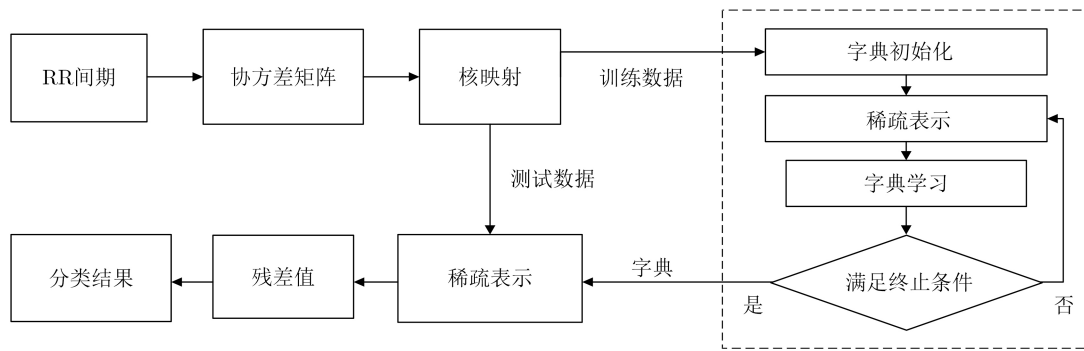 RR间期
协方差矩阵
核映射
训练数据
字典初始化
稀疏表示
字典学习
满足终止条件
是
否
测试数据
字典
稀疏表示
残差值
分类结果